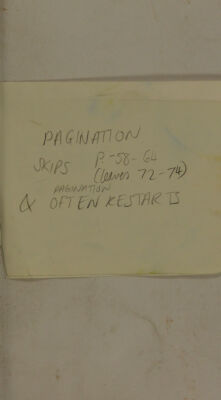 PAGINATION
SKIPS P.-58-64
(leaves 72-74)
PAGINATION
& OFTEN RESTARTS